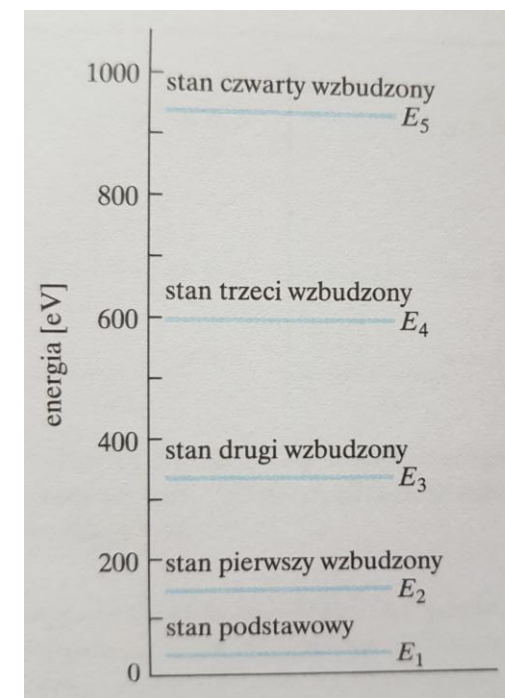 1000
stan czwarty wzbudzony
E5
800
energia [eV]
stan trzeci wzbudzony
600
E4
400
stan drugi wzbudzony
E3
200
stan pierwszy wzbudzony
E2
stan podstawowy
E1
0